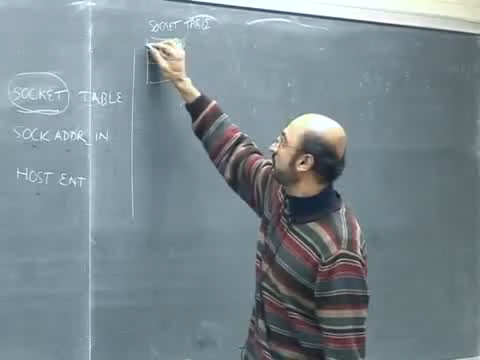 SOCKET TABLE
SOCKET TABLE
SOCK ADDR_IN
HOST ENT